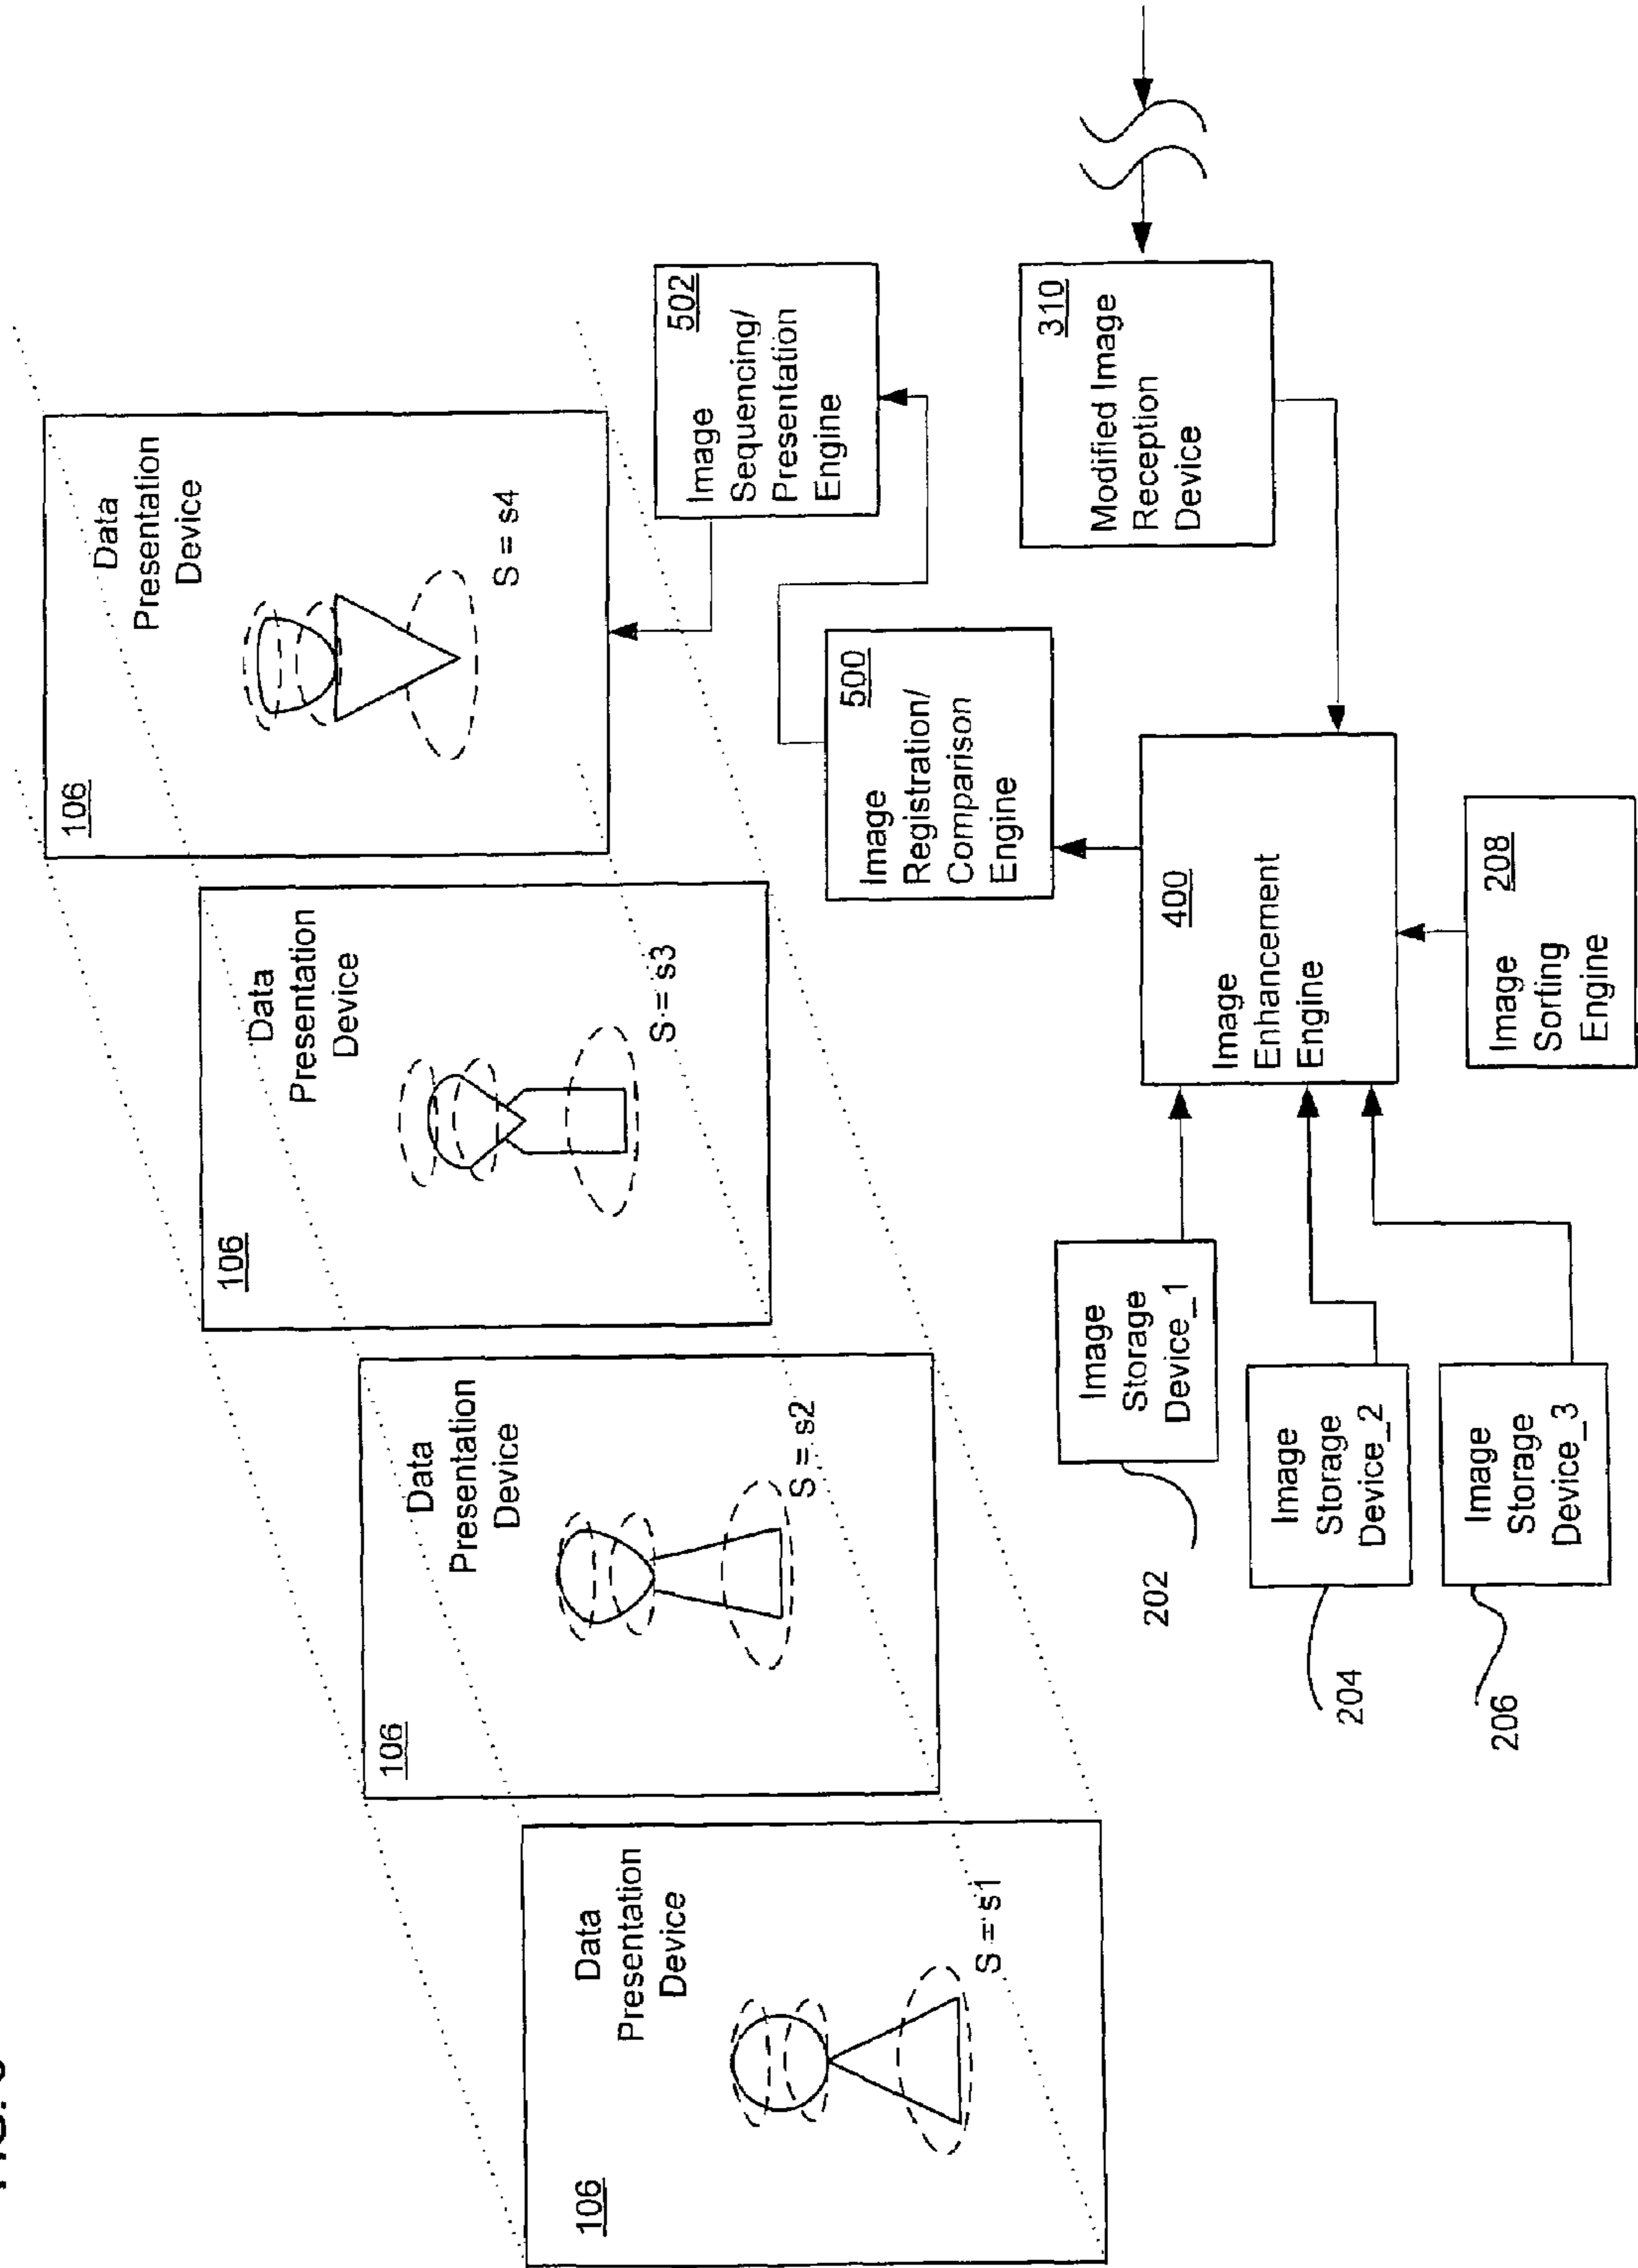 106
Data
Presentation
Device
S = s1
106
Data
Presentation
Device
S = s2
106
Data
Presentation
Device
S = s3
106
Data
Presentation
Device
S = s4
502
Image
Sequencing/
Presentation
Engine
500
Image
Registration/
Comparison
Engine
310
Modified Image
Reception
Device
400
Image
Enhancement
Engine
208
Image
Sorting
Engine
Image
Storage
Device_1
202
Image
Storage
Device_2
204
Image
Storage
Device_3
206